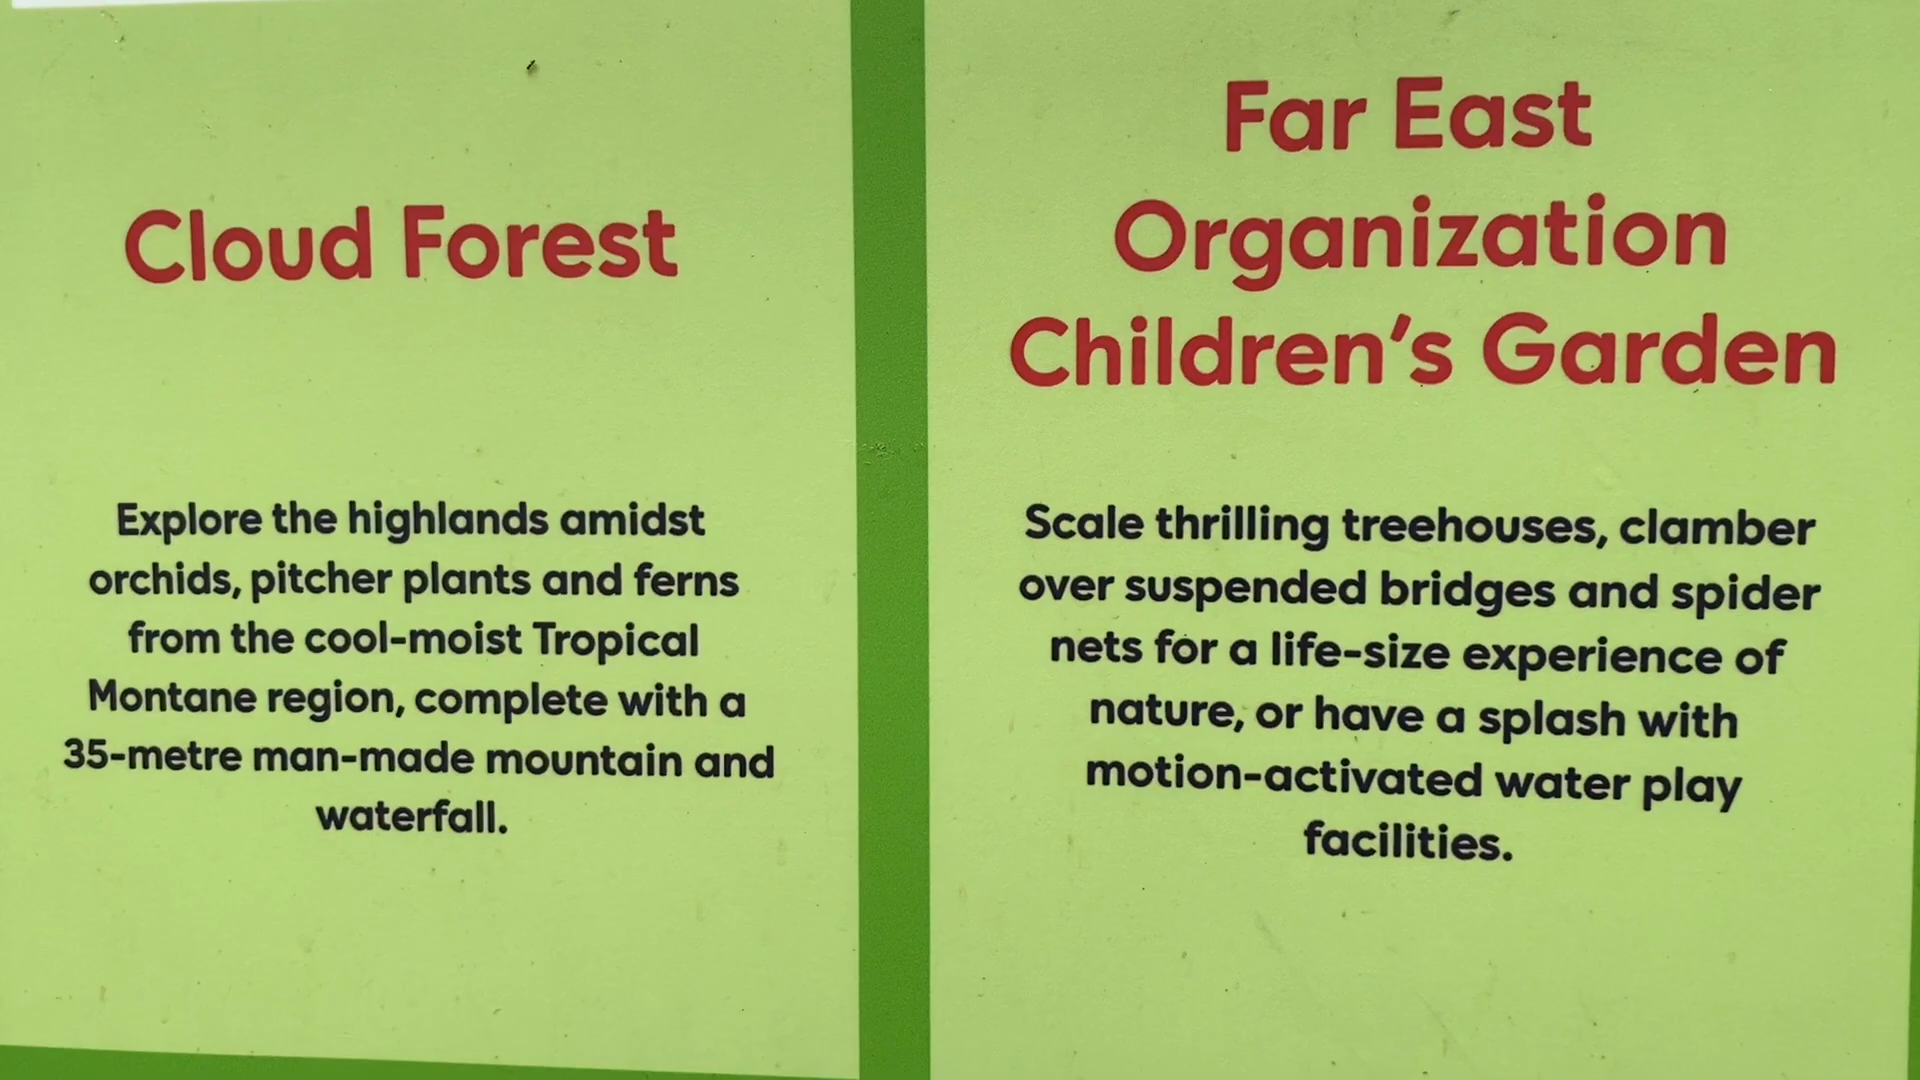 Cloud Forest
Explore the highlands amidst
orchids, pitcher plants and ferns
from the cool-moist Tropical
Montane region, complete with a
35-metre man-made mountain and
waterfall.
Far East
Organization
Children's Garden
Scale thrilling treehouses, clamber
over suspended bridges and spider
nets for a life-size experience of
nature, or have a splash with
motion-activated water play
facilities.